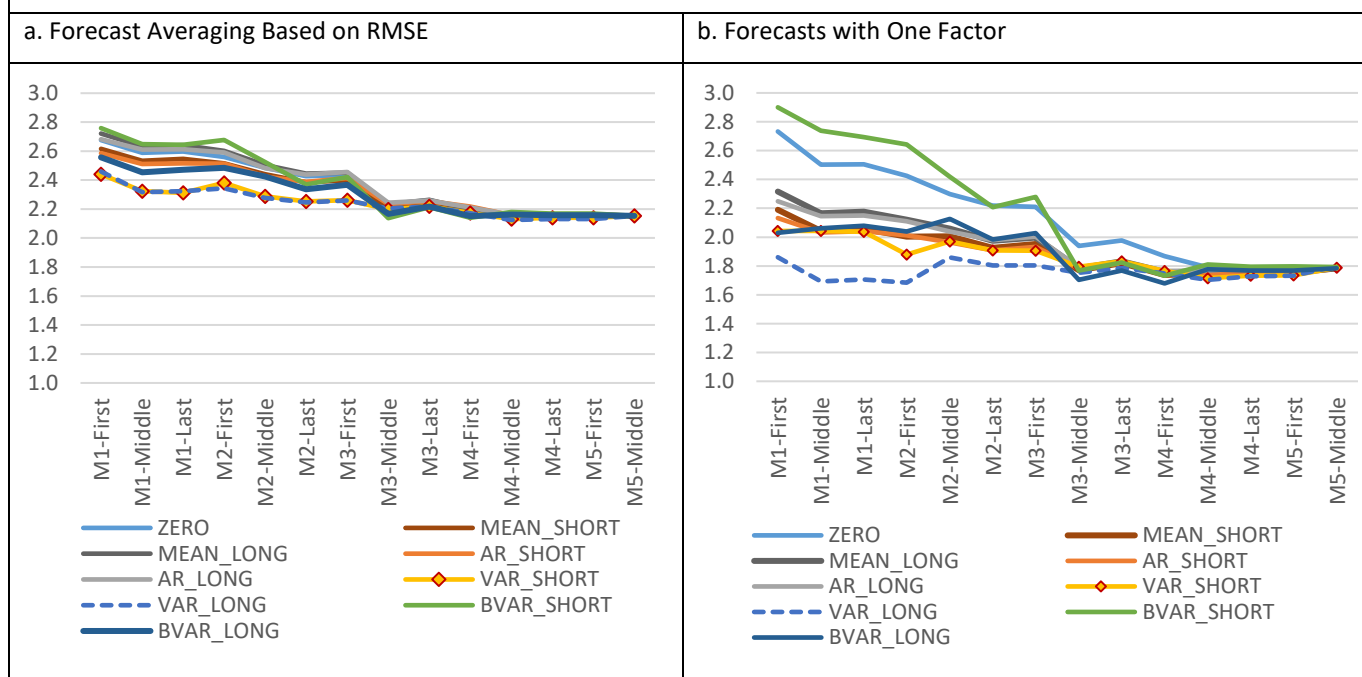 a. Forecast Averaging Based on RMSE
3.0
2.8
2.6
2.4
2.2
2.0
1.8
1.6
1.4
1.2
1.0
M1-First
M1-Middle
M1-Last
M2-First
M2-Middle
M2-Last
M3-First
M3-Middle
M3-Last
M4-First
M4-Middle
M4-Last
M5-First
M5-Middle
ZERO
MEAN_SHORT
MEAN_LONG
AR_SHORT
AR_LONG
VAR_SHORT
VAR_LONG
BVAR_SHORT
BVAR_LONG
b. Forecasts with One Factor
3.0
2.8
2.6
2.4
2.2
2.0
1.8
1.6
1.4
1.2
1.0
M1-First
M1-Middle
M1-Last
M2-First
M2-Middle
M2-Last
M3-First
M3-Middle
M3-Last
M4-First
M4-Middle
M4-Last
M5-First
M5-Middle
ZERO
MEAN_SHORT
MEAN_LONG
AR_SHORT
AR_LONG
VAR_SHORT
VAR_LONG
BVAR_SHORT
BVAR_LONG